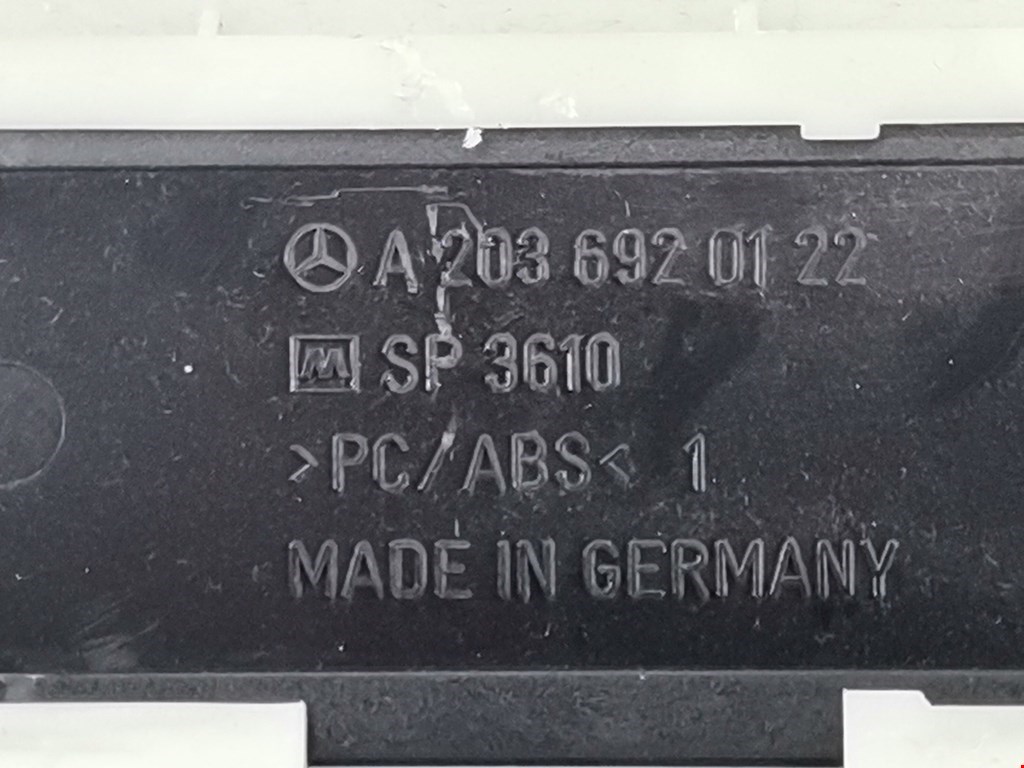 A 203 692 01 22
M SP 3610
>PC/ABS< 1
MADE IN GERMANY